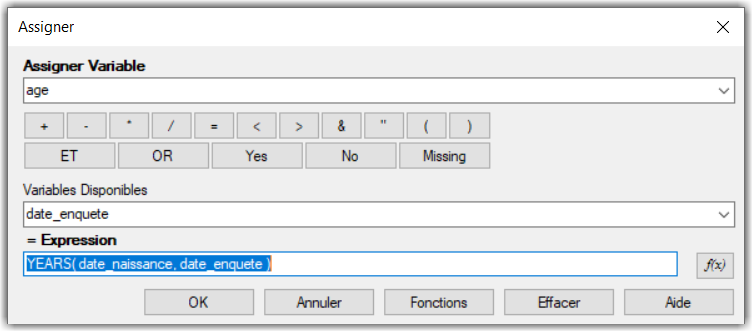 Assigner
Assigner Variable
age
+ - * / = < > & " ( )
ET OR Yes No Missing
Variables Disponibles
date_enquete
= Expression
YEARS( date_naissance, date_enquete ) f(x)
OK Annuler Fonctions Effacer Aide